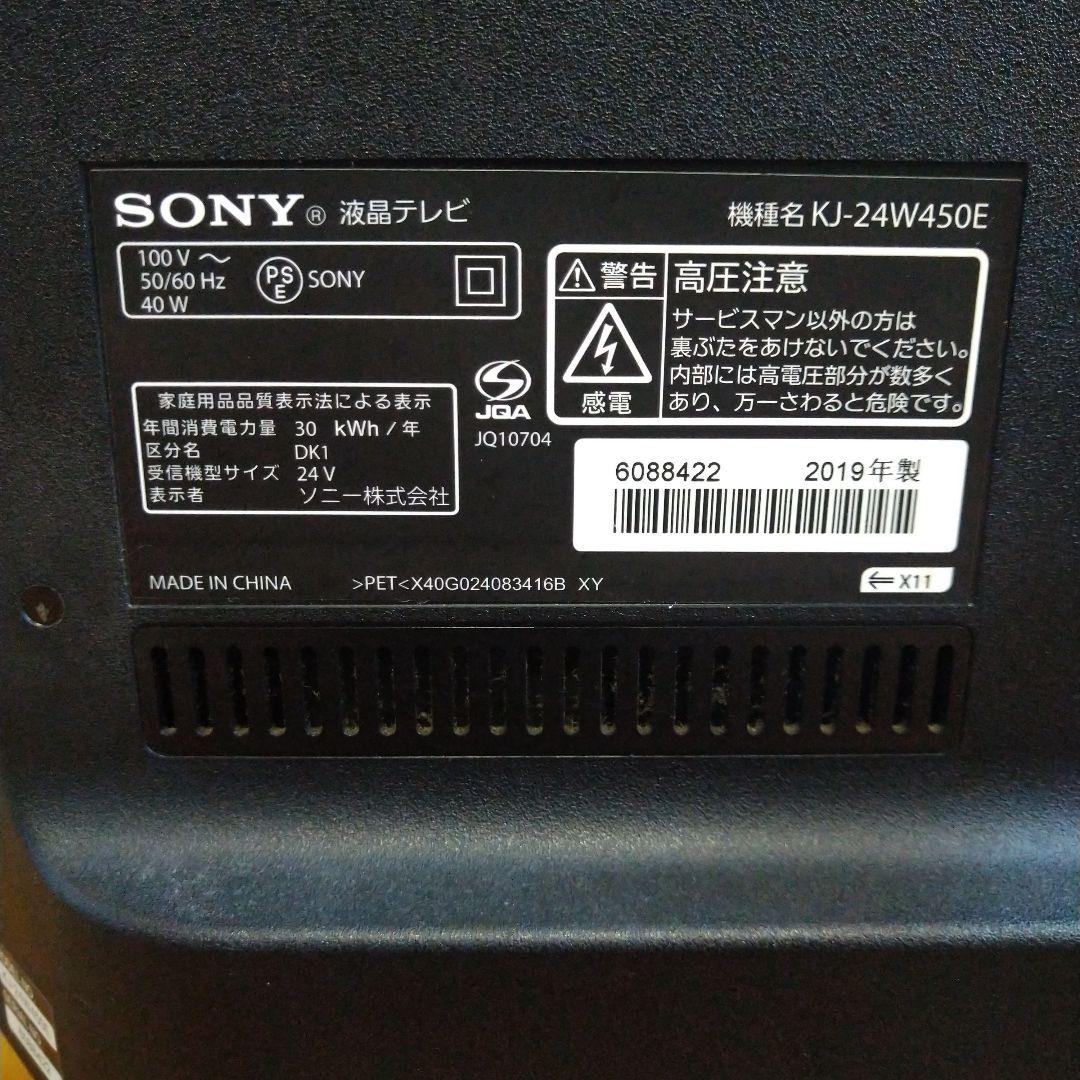 SONY® 液晶テレビ
機種名 KJ-24W450E
100 V ～
50/60 Hz
40 W
PSE SONY
⚠警告
感電
高圧注意
サービスマン以外の方は
裏ぶたをあけないでください。
内部には高電圧部分が数多く
あり、万一さわると危険です。
家庭用品品質表示法による表示
年間消費電力量 30 kWh / 年
区分名 DK1
受信機型サイズ 24 V
表示者 ソニー株式会社
JQA
JQ10704
6088422 2019年製
MADE IN CHINA >PET<X40G024083416B XY
← X11